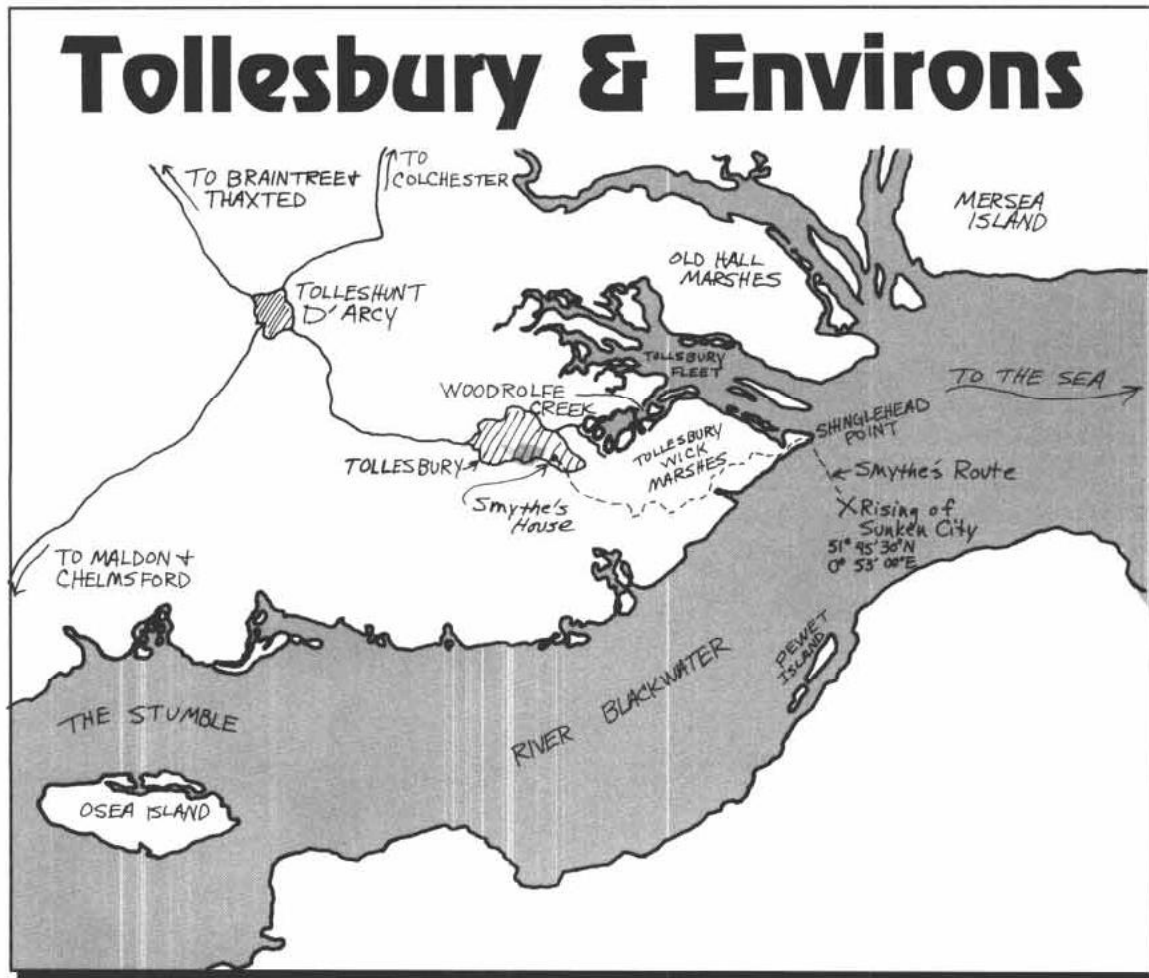 Tollesbury & Environs
TO BRAINTREE &
THAXTED
TO
COLCHESTER
MERSEA
ISLAND
OLD HALL
MARSHES
TOLLESHUNT
D'ARCY
TOLLSBURY
FLEET
TO THE SEA
WOODROLFE
CREEK
SHINGLEHEAD
POINT
TOLLESBURY
WICK
MARSHES
TOLLESBURY
Smythe's
House
Smythe's Route
X Rising of
Sunken City
51° 45' 30"N
0° 53' 00"E
TO MALDON &
CHELMSFORD
PEWET
ISLAND
RIVER BLACKWATER
THE STUMBLE
OSEA ISLAND